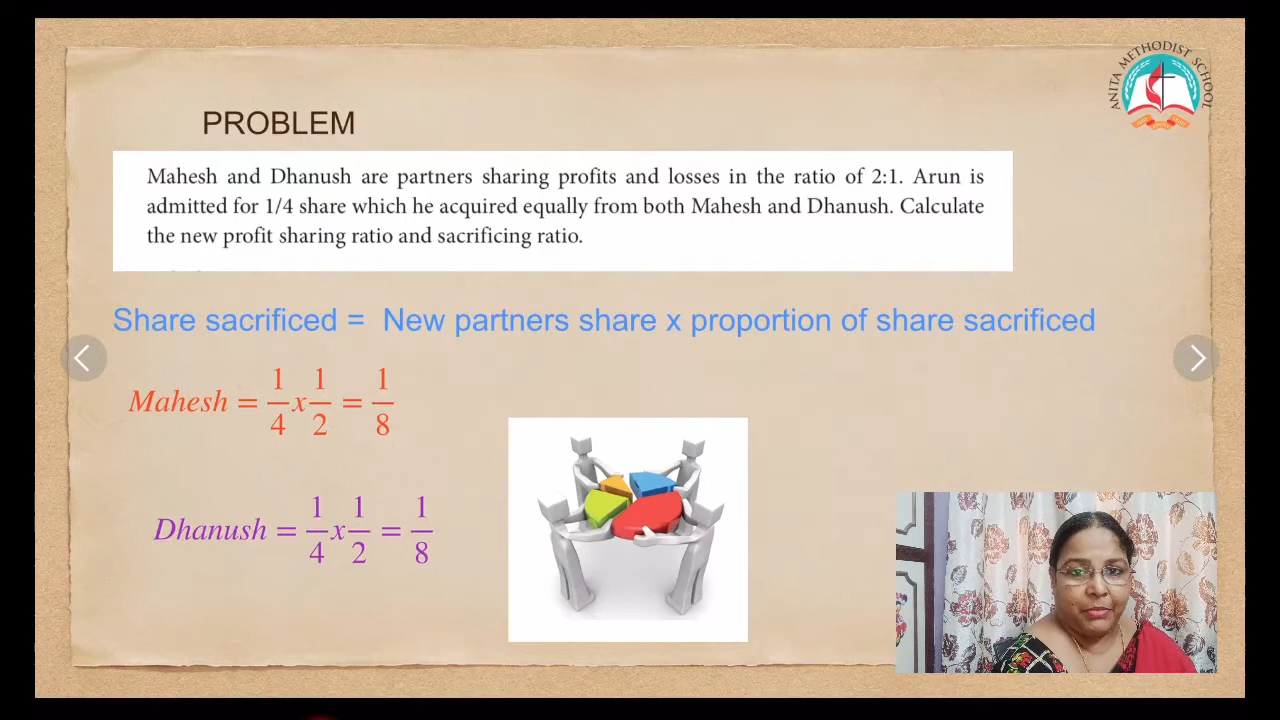 ANITA METHODIST SCHOOL
PROBLEM
Mahesh and Dhanush are partners sharing profits and losses in the ratio of 2:1. Arun is
admitted for 1/4 share which he acquired equally from both Mahesh and Dhanush. Calculate
the new profit sharing ratio and sacrificing ratio.
Share sacrificed = New partners share x proportion of share sacrificed
Mahesh = 1/4 x 1/2 = 1/8
Dhanush = 1/4 x 1/2 = 1/8